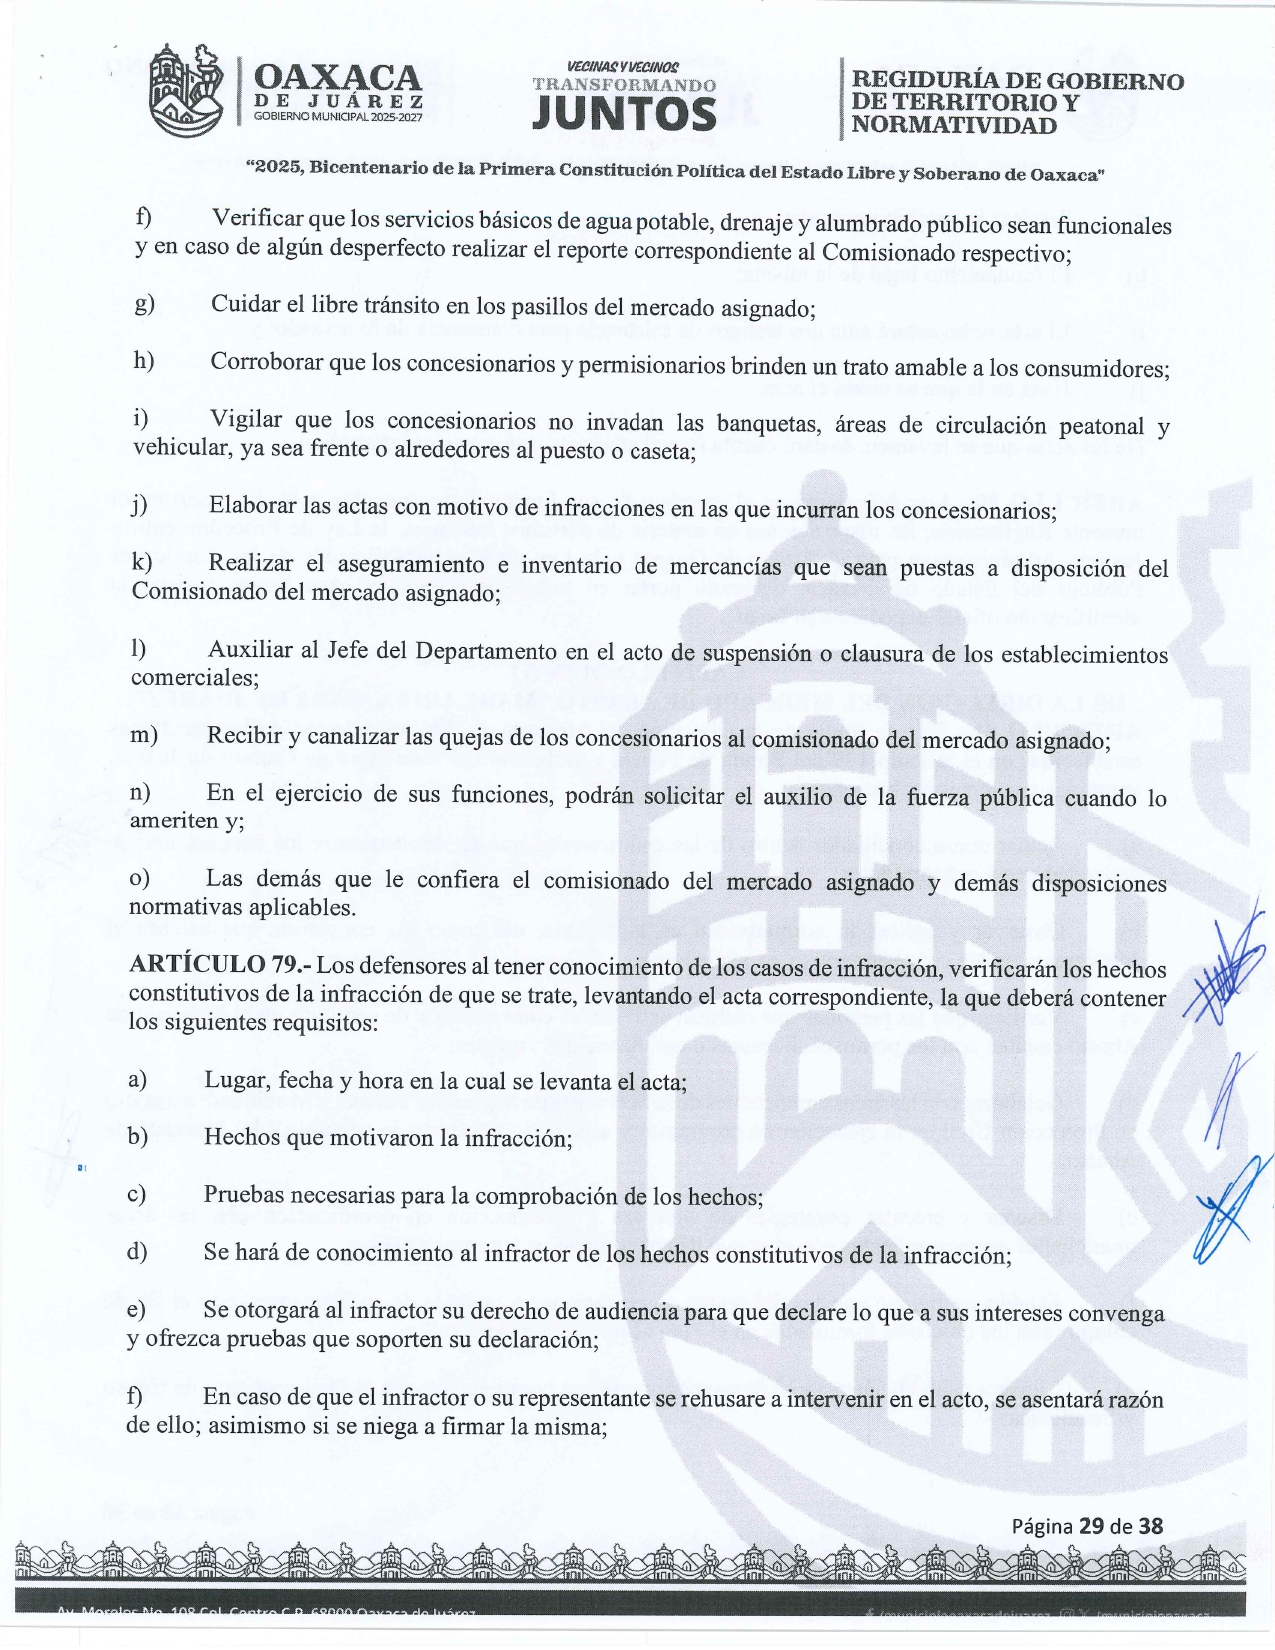 OAXACA
DE JUÁREZ
GOBIERNO MUNICIPAL 2025-2027
VECINAS Y VECINOS
TRANSFORMANDO
JUNTOS
REGIDURÍA DE GOBIERNO
DE TERRITORIO Y
NORMATIVIDAD
"2025, Bicentenario de la Primera Constitución Política del Estado Libre y Soberano de Oaxaca"
f) Verificar que los servicios básicos de agua potable, drenaje y alumbrado público sean funcionales
y en caso de algún desperfecto realizar el reporte correspondiente al Comisionado respectivo;
g) Cuidar el libre tránsito en los pasillos del mercado asignado;
h) Corroborar que los concesionarios y permisionarios brinden un trato amable a los consumidores;
i) Vigilar que los concesionarios no invadan las banquetas, áreas de circulación peatonal y
vehicular, ya sea frente o alrededores al puesto o caseta;
j) Elaborar las actas con motivo de infracciones en las que incurran los concesionarios;
k) Realizar el aseguramiento e inventario de mercancías que sean puestas a disposición del
Comisionado del mercado asignado;
l) Auxiliar al Jefe del Departamento en el acto de suspensión o clausura de los establecimientos
comerciales;
m) Recibir y canalizar las quejas de los concesionarios al comisionado del mercado asignado;
n) En el ejercicio de sus funciones, podrán solicitar el auxilio de la fuerza pública cuando lo
ameriten y;
o) Las demás que le confiera el comisionado del mercado asignado y demás disposiciones
normativas aplicables.
ARTÍCULO 79.- Los defensores al tener conocimiento de los casos de infracción, verificarán los hechos
constitutivos de la infracción de que se trate, levantando el acta correspondiente, la que deberá contener
los siguientes requisitos:
a) Lugar, fecha y hora en la cual se levanta el acta;
b) Hechos que motivaron la infracción;
c) Pruebas necesarias para la comprobación de los hechos;
d) Se hará de conocimiento al infractor de los hechos constitutivos de la infracción;
e) Se otorgará al infractor su derecho de audiencia para que declare lo que a sus intereses convenga
y ofrezca pruebas que soporten su declaración;
f) En caso de que el infractor o su representante se rehusare a intervenir en el acto, se asentará razón
de ello; asimismo si se niega a firmar la misma;
Página 29 de 38
Av. Morelos No. 108 Col. Centro C.P. 68000 Oaxaca de Juárez